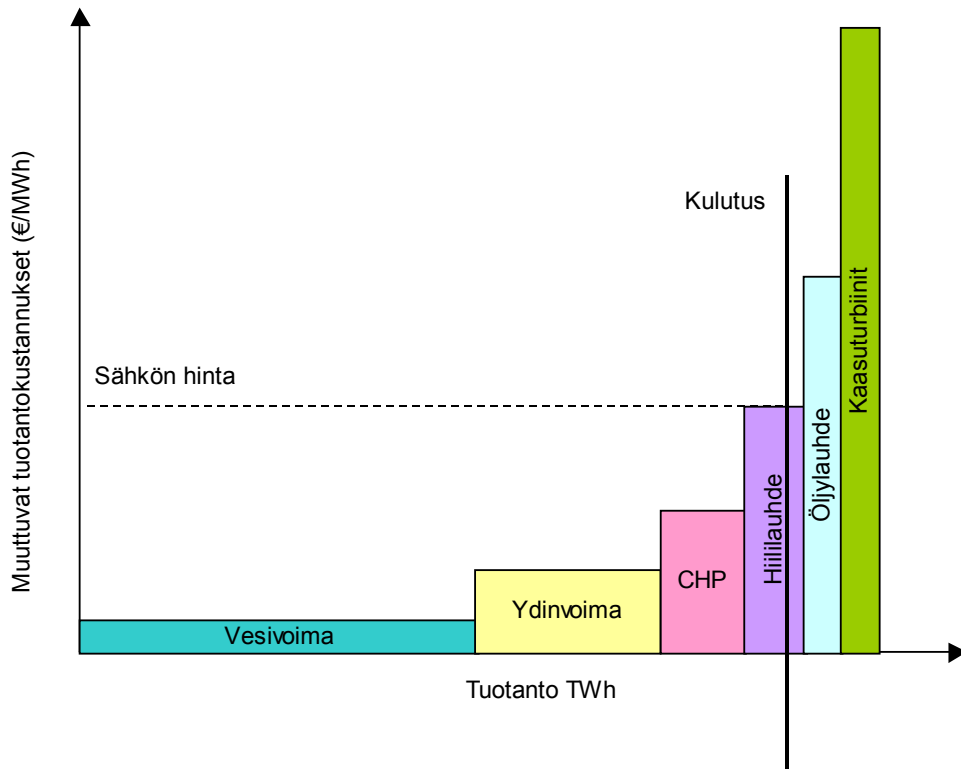 Muuttuvat tuotantokustannukset (€/MWh)
Kulutus
Sähkön hinta
Vesivoima
Ydinvoima
CHP
Hiililauhde
Öljylauhde
Kaasuturbiinit
Tuotanto TWh